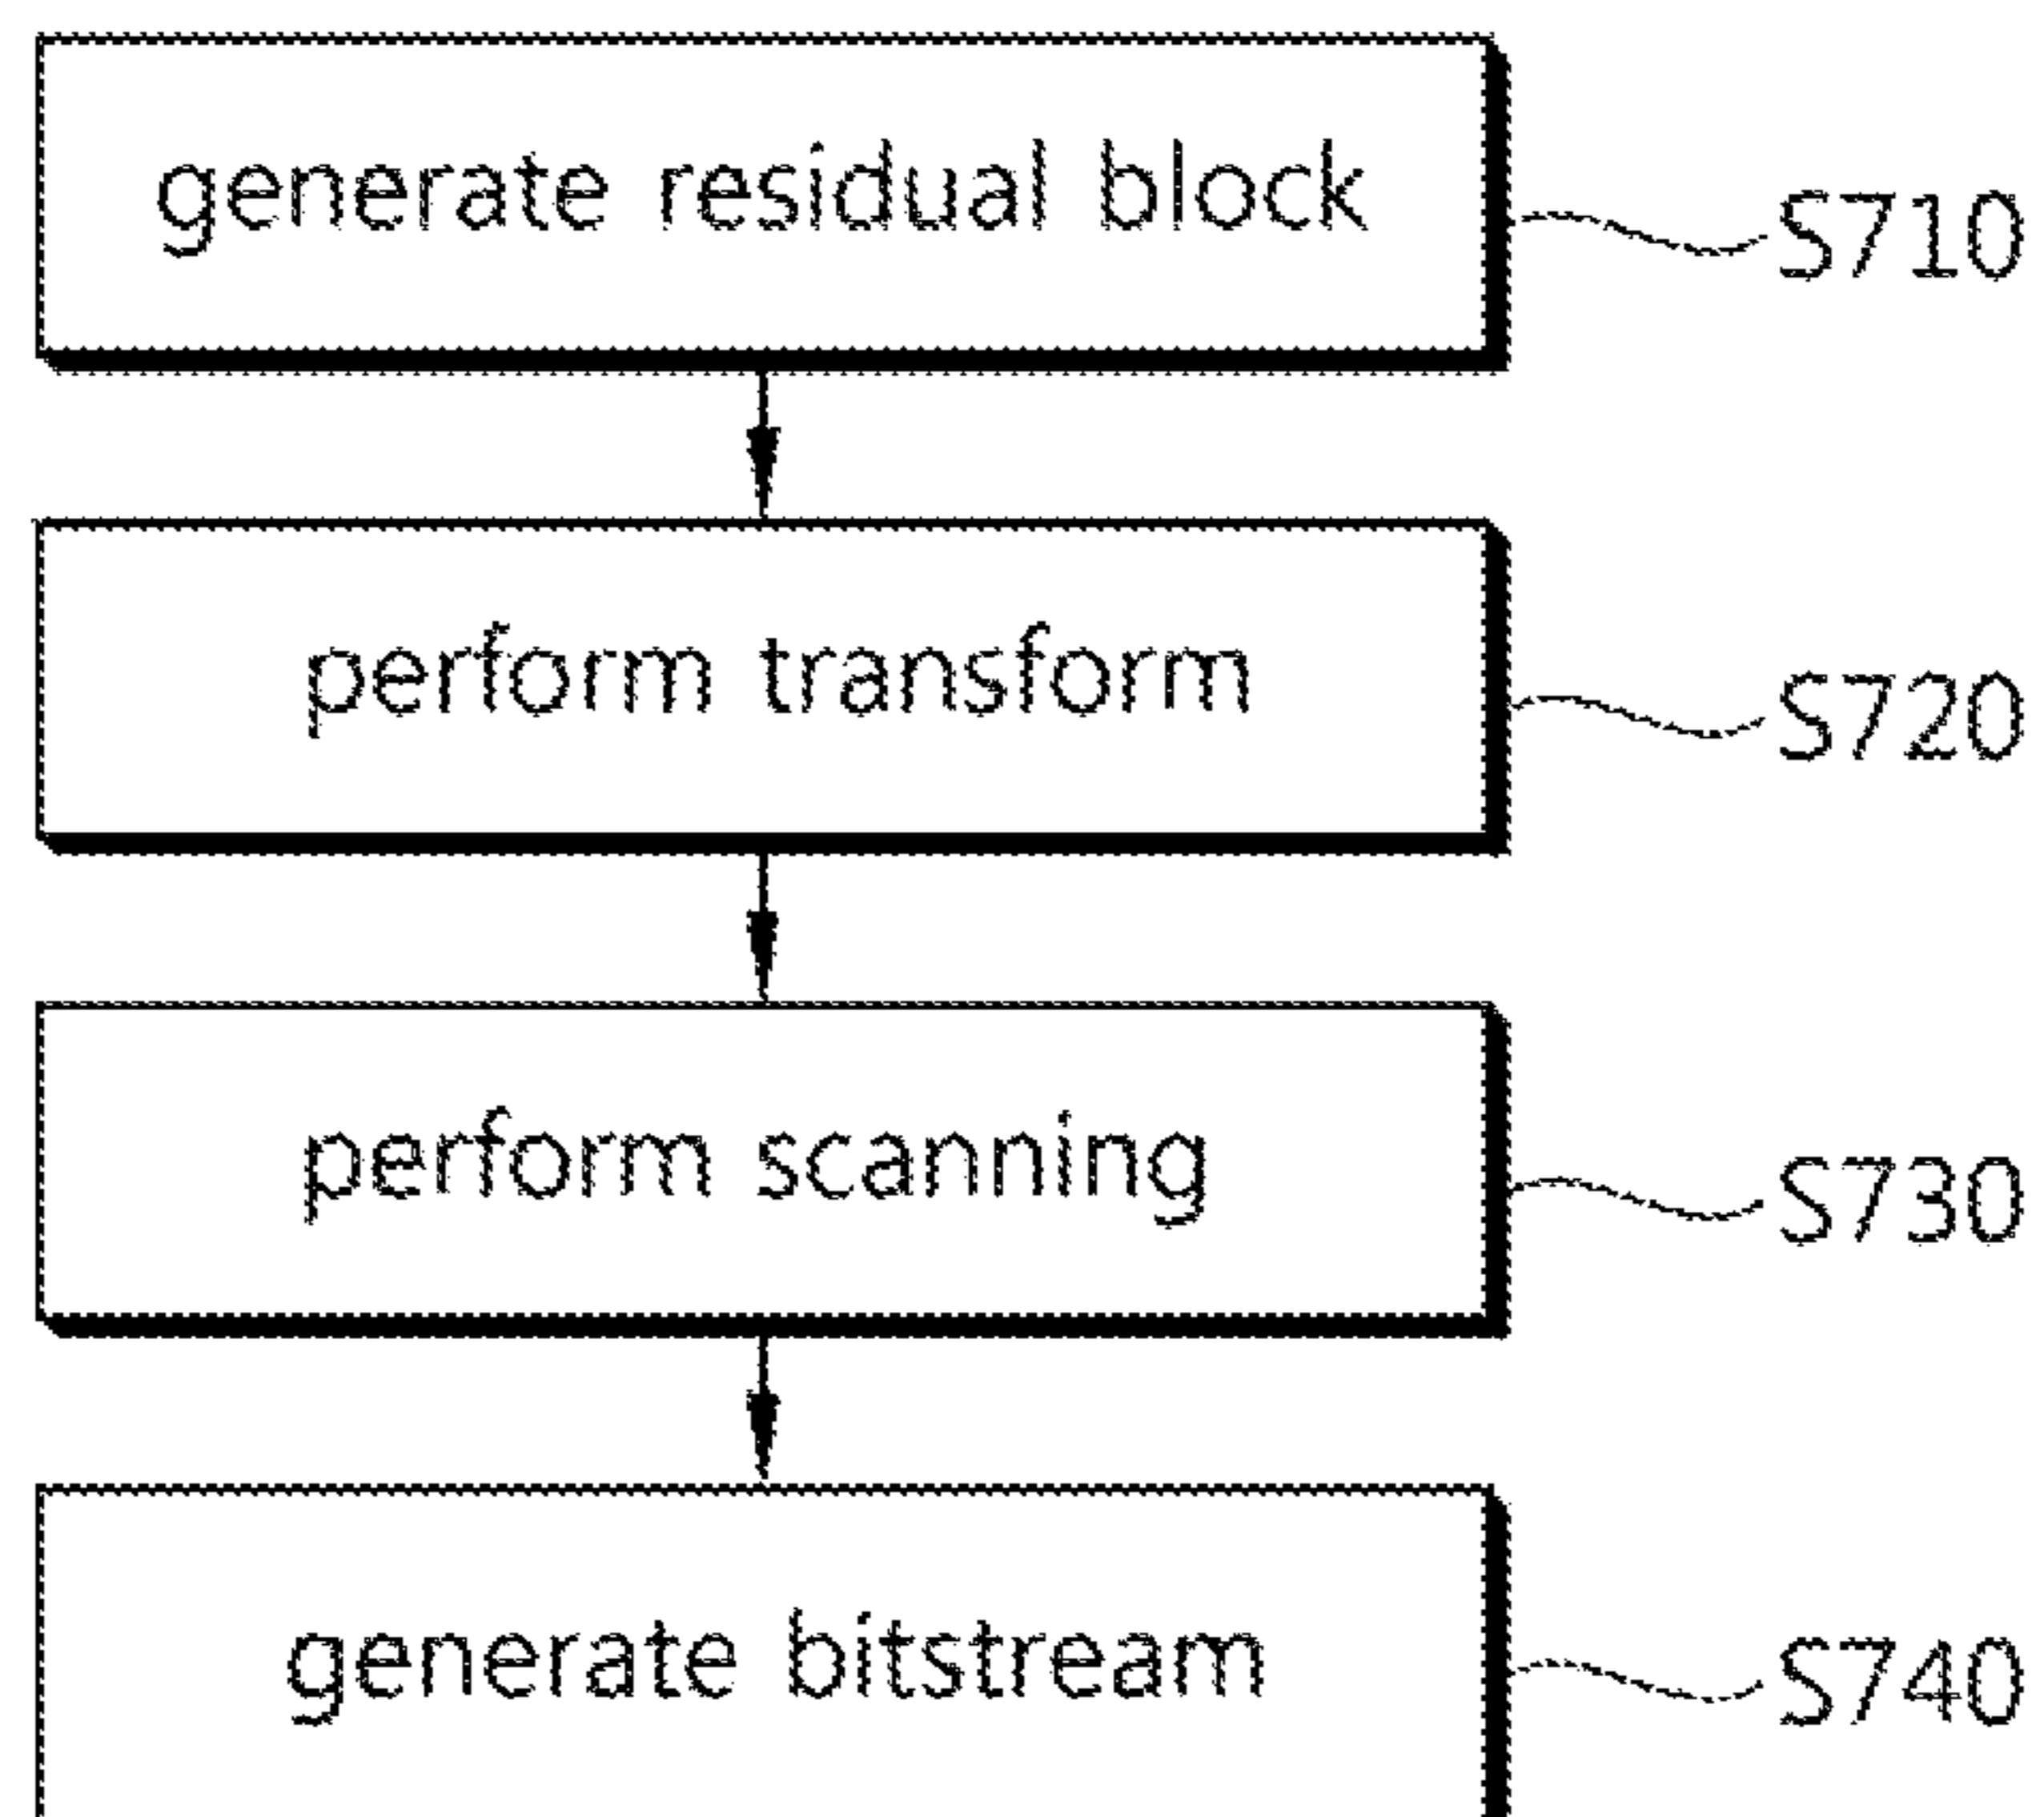 generate residual block
S710
perform transform
S720
perform scanning
S730
generate bitstream
S740